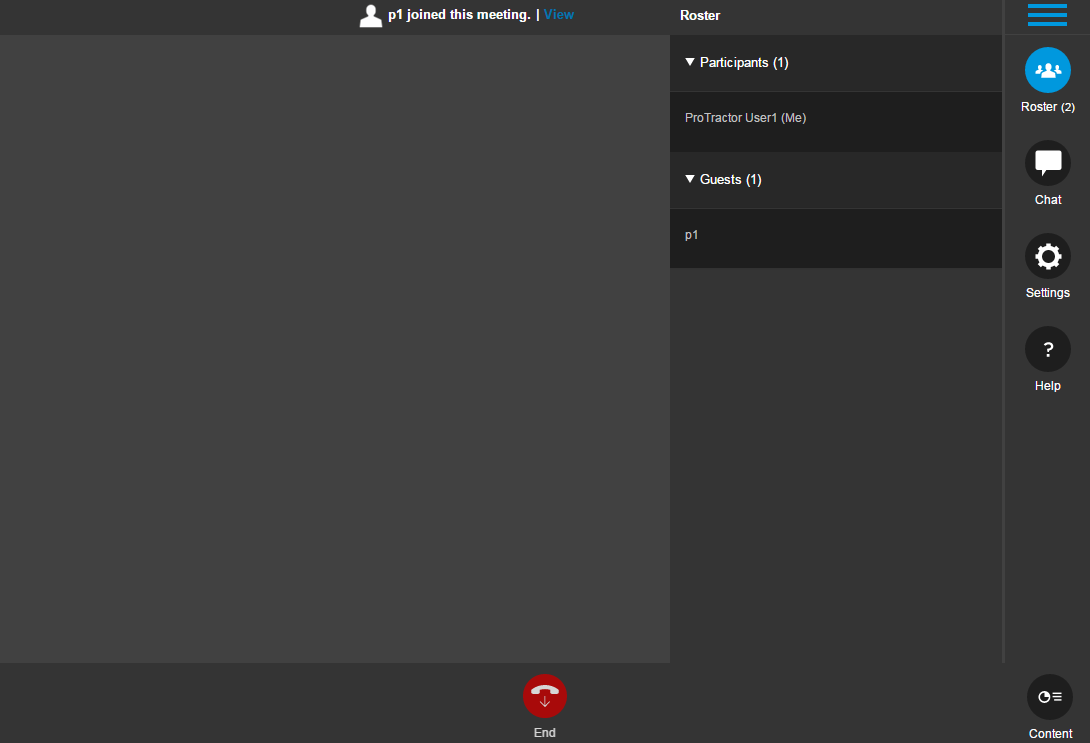 p1 joined this meeting. | View
Roster
Participants (1)
ProTractor User1 (Me)
Guests (1)
p1
Roster (2)
Chat
Settings
?
Help
End
Content